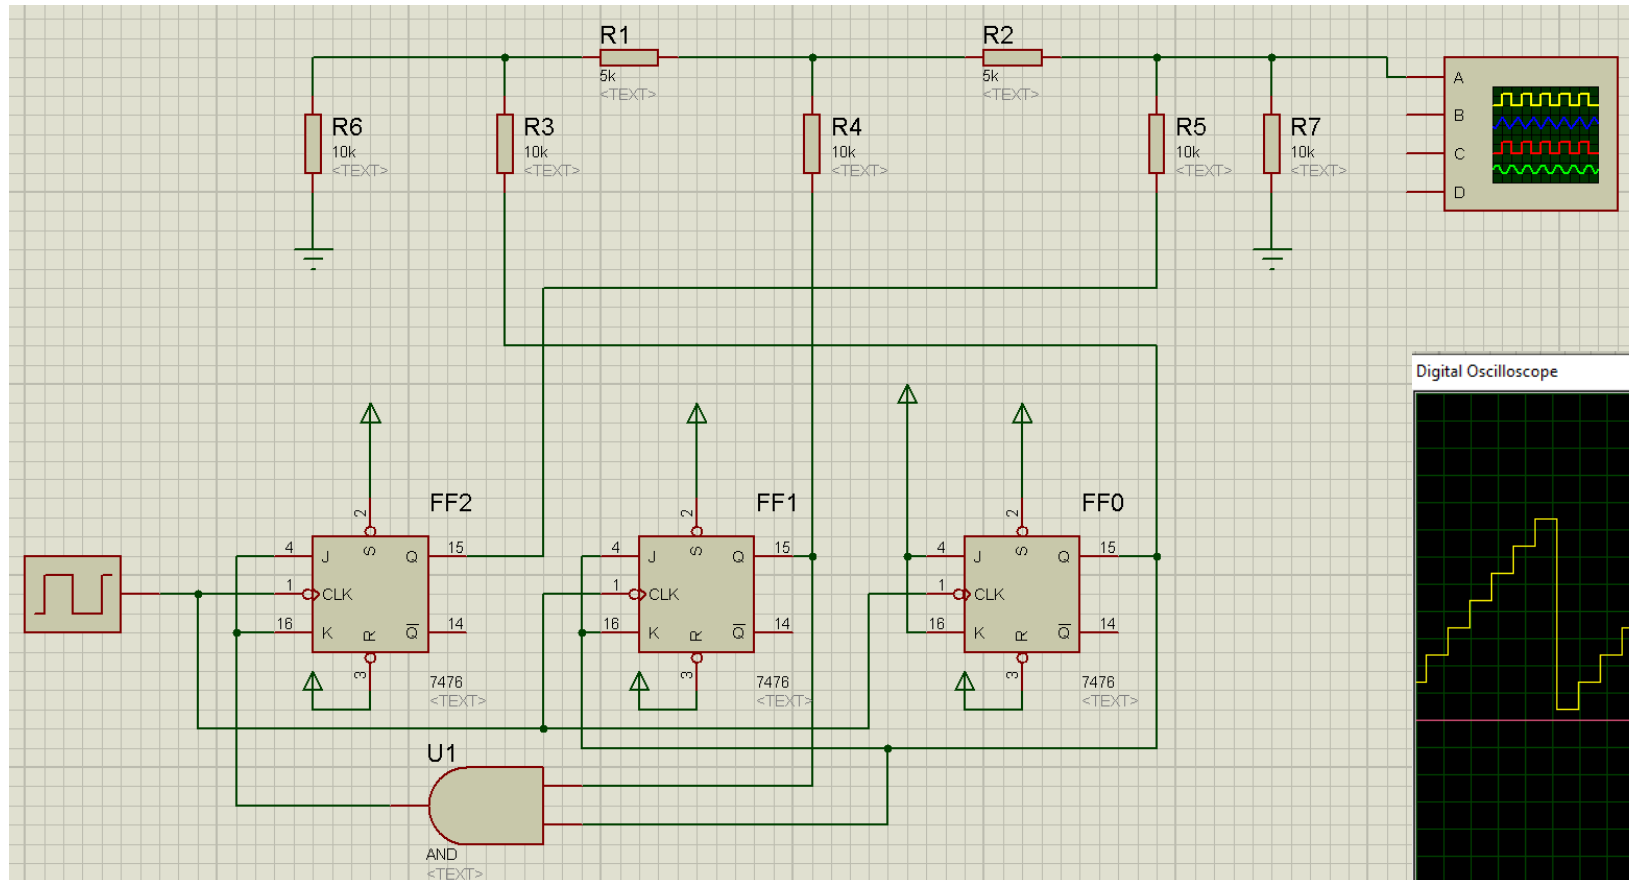 R1
5k
<TEXT>
R2
5k
<TEXT>
R6
10k
<TEXT>
R3
10k
<TEXT>
R4
10k
<TEXT>
R5
10k
<TEXT>
R7
10k
<TEXT>
A
B
C
D
Digital Oscilloscope
FF2
2
S
4
J
Q
15
1
CLK
16
K
Q
14
R
3
7476
<TEXT>
FF1
2
S
4
J
Q
15
1
CLK
16
K
Q
14
R
3
7476
<TEXT>
FF0
2
S
4
J
Q
15
1
CLK
16
K
Q
14
R
3
7476
<TEXT>
U1
AND
<TEXT>